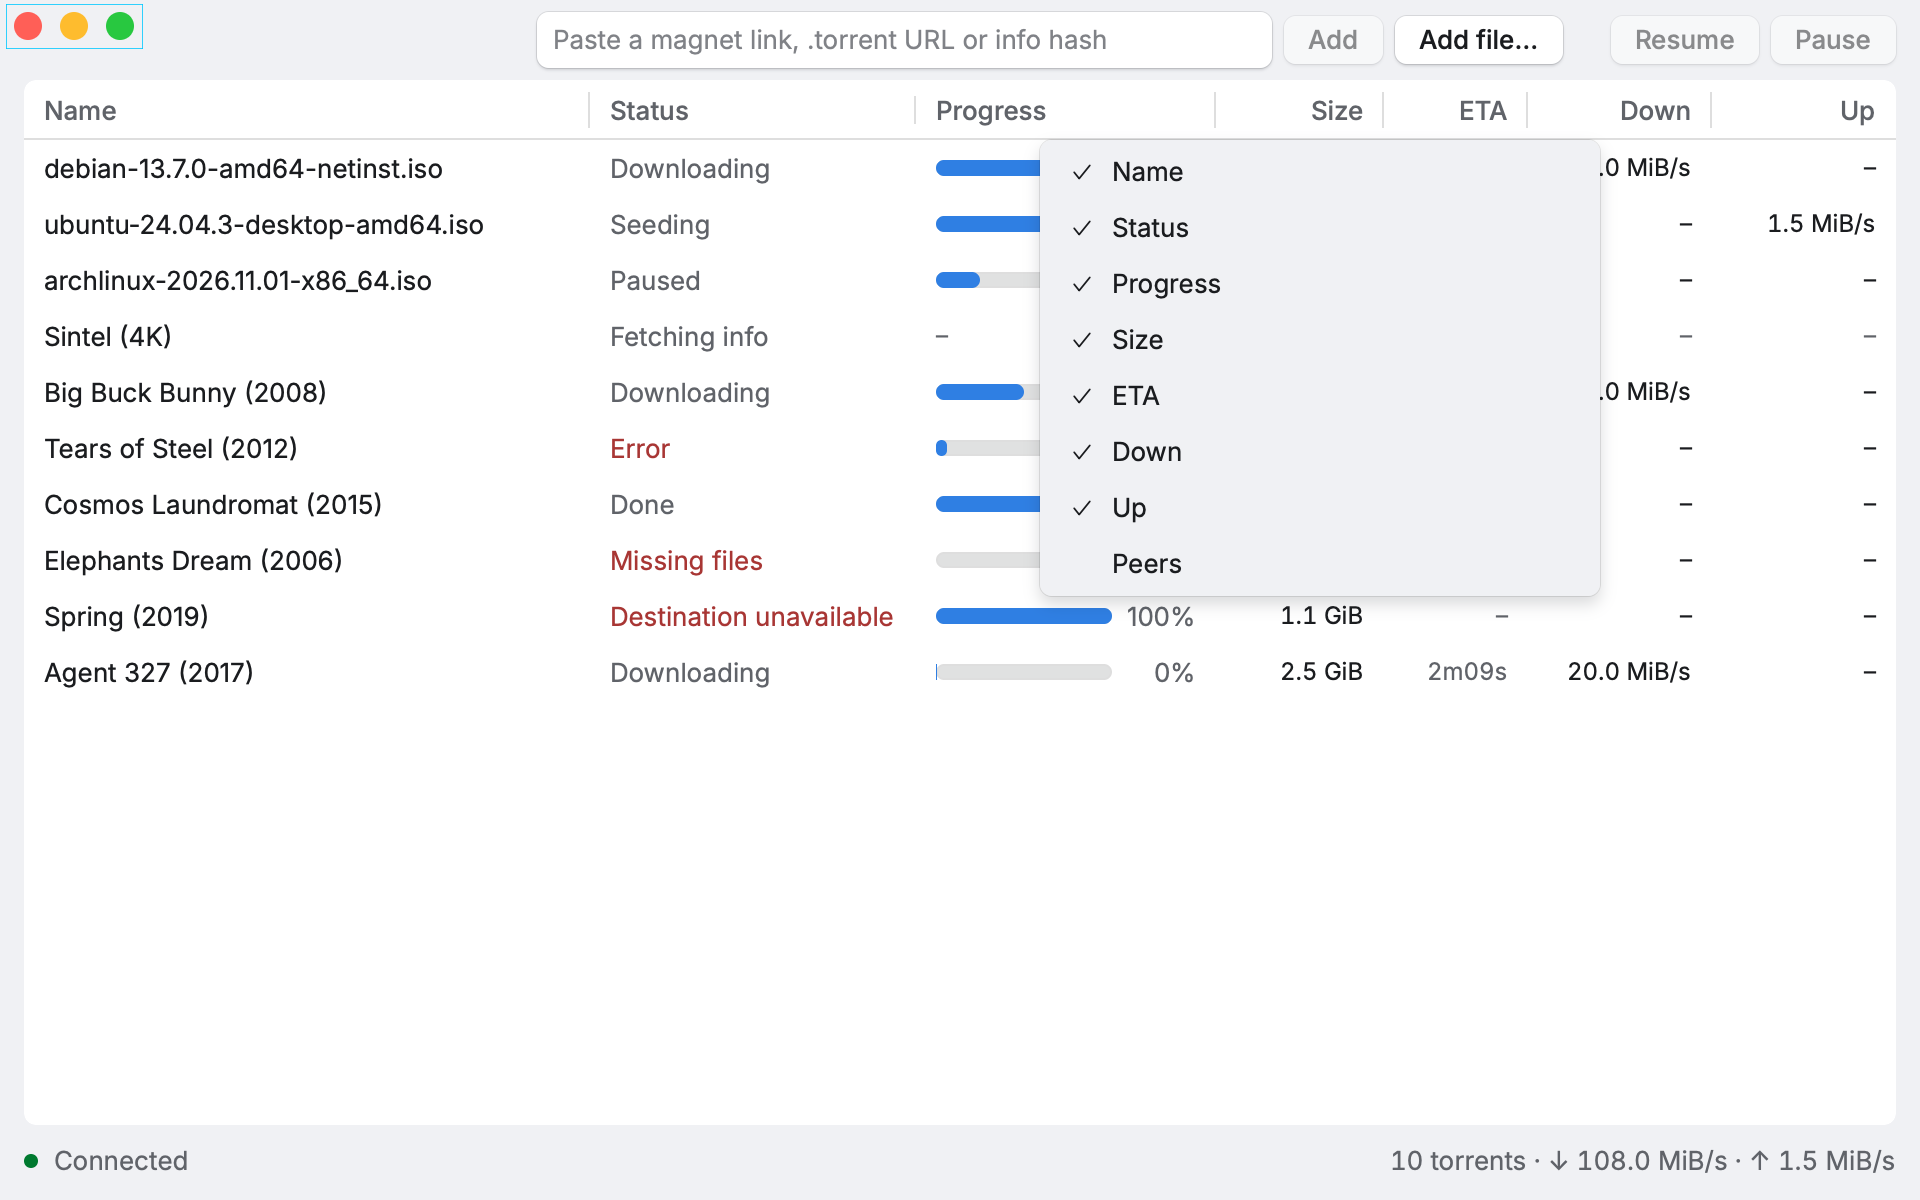 Paste a magnet link, .torrent URL or info hash Add Add file... Resume Pause
Name Status Progress Size ETA Down Up
debian-13.7.0-amd64-netinst.iso Downloading .0 MiB/s –
ubuntu-24.04.3-desktop-amd64.iso Seeding – 1.5 MiB/s
archlinux-2026.11.01-x86_64.iso Paused – –
Sintel (4K) Fetching info – – –
Big Buck Bunny (2008) Downloading .0 MiB/s –
Tears of Steel (2012) Error – –
Cosmos Laundromat (2015) Done – –
Elephants Dream (2006) Missing files – –
Spring (2019) Destination unavailable 100% 1.1 GiB – – –
Agent 327 (2017) Downloading 0% 2.5 GiB 2m09s 20.0 MiB/s –
✓ Name
✓ Status
✓ Progress
✓ Size
✓ ETA
✓ Down
✓ Up
Peers
Connected 10 torrents · ↓ 108.0 MiB/s · ↑ 1.5 MiB/s